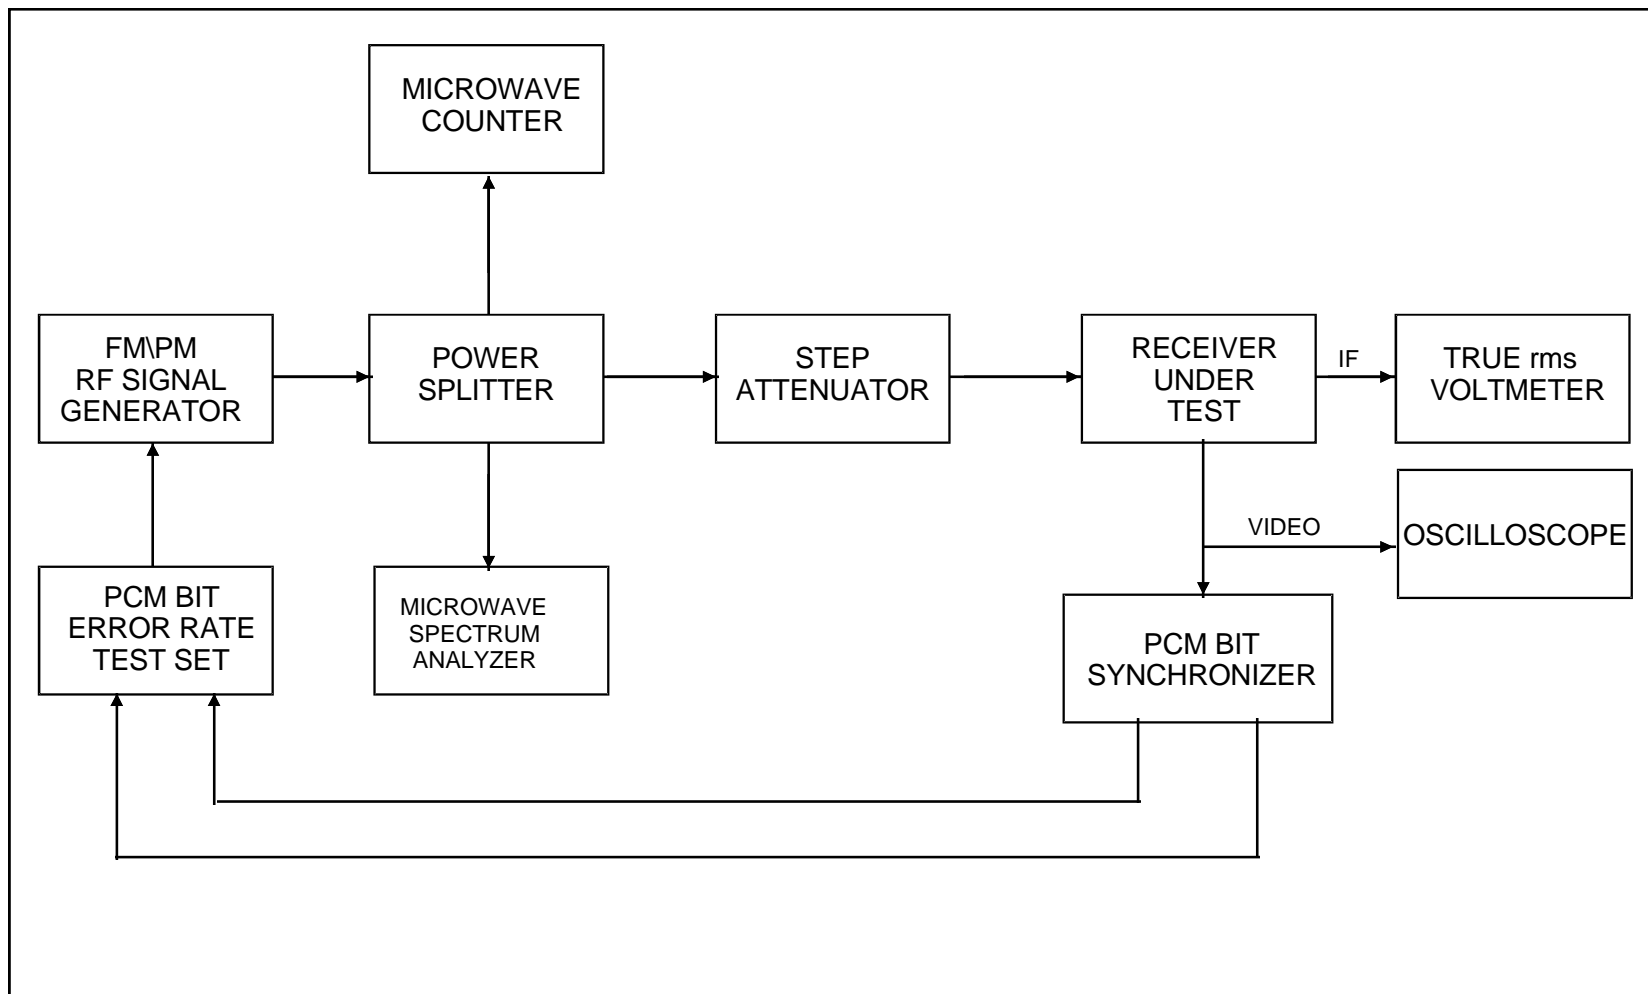 MICROWAVE
COUNTER
FM\PM
RF SIGNAL
GENERATOR
POWER
SPLITTER
STEP
ATTENUATOR
RECEIVER
UNDER
TEST
IF
TRUE rms
VOLTMETER
VIDEO
OSCILLOSCOPE
PCM BIT
ERROR RATE
TEST SET
MICROWAVE
SPECTRUM
ANALYZER
PCM BIT
SYNCHRONIZER